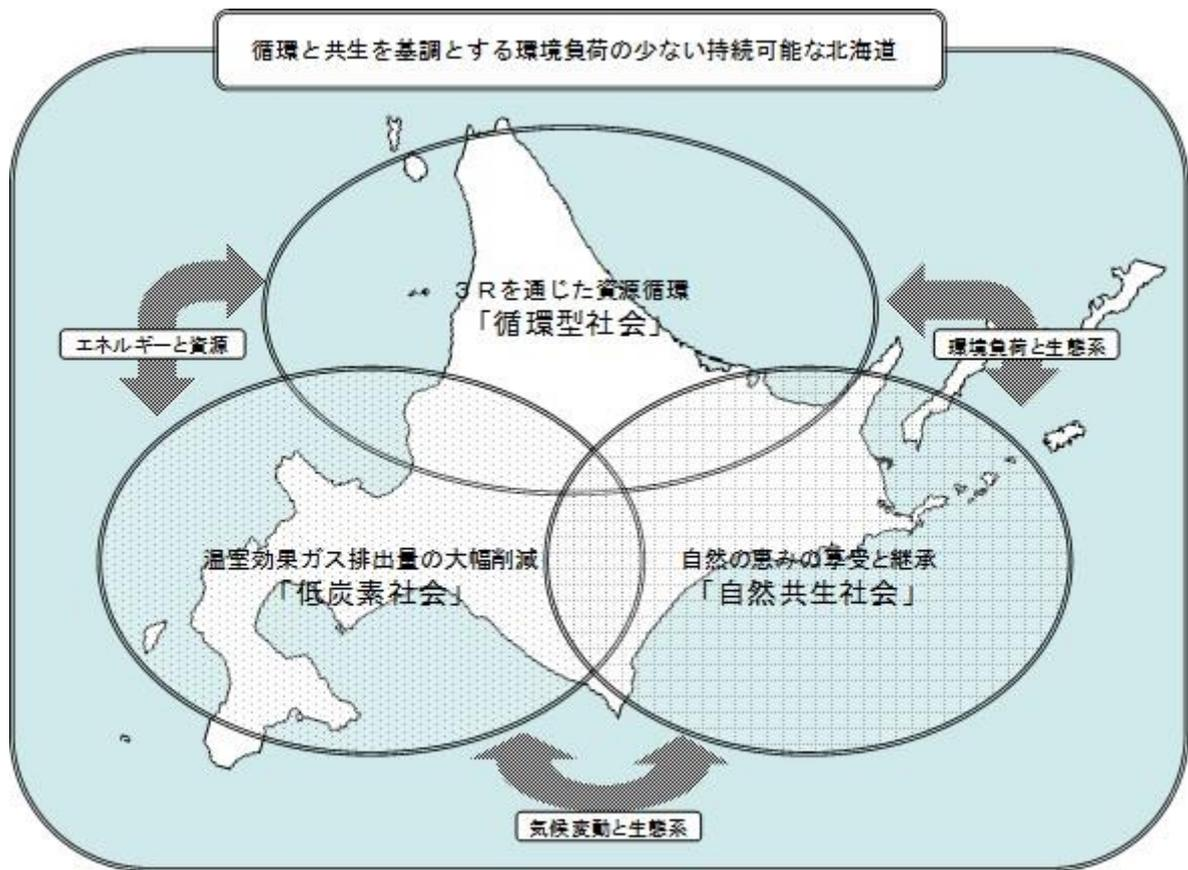 循環と共生を基調とする環境負荷の少ない持続可能な北海道
3Rを通じた資源循環
「循環型社会」
エネルギーと資源
環境負荷と生態系
温室効果ガス排出量の大幅削減
「低炭素社会」
自然の恵みの享受と継承
「自然共生社会」
気候変動と生態系